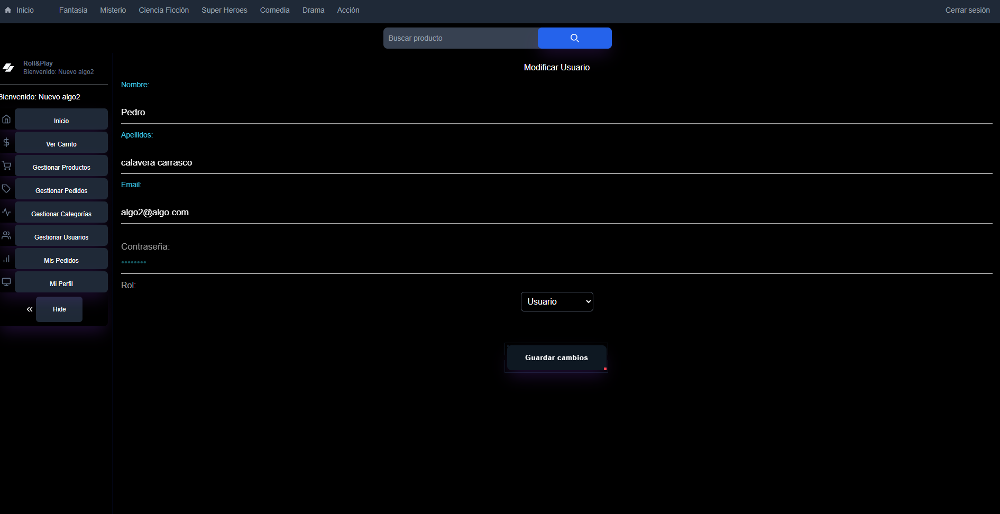 Inicio Fantasia Misterio Ciencia Ficción Super Heroes Comedia Drama Acción Cerrar sesión
Buscar producto
Roll&Play
Bienvenido: Nuevo algo2
Bienvenido: Nuevo algo2
Inicio
Ver Carrito
Gestionar Productos
Gestionar Pedidos
Gestionar Categorías
Gestionar Usuarios
Mis Pedidos
Mi Perfil
Hide
Modificar Usuario
Nombre:
Pedro
Apellidos:
calavera carrasco
Email:
algo2@algo.com
Contraseña:
••••••••
Rol:
Usuario
Guardar cambios